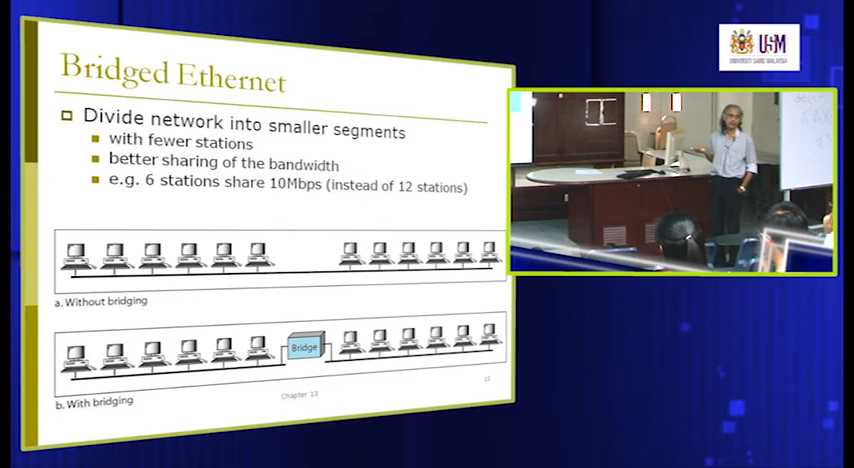 Bridged Ethernet
Divide network into smaller segments
with fewer stations
better sharing of the bandwidth
e.g. 6 stations share 10Mbps (instead of 12 stations)
a. Without bridging
Bridge
b. With bridging
Chapter 13
15
USM
UNIVERSITI SAINS MALAYSIA